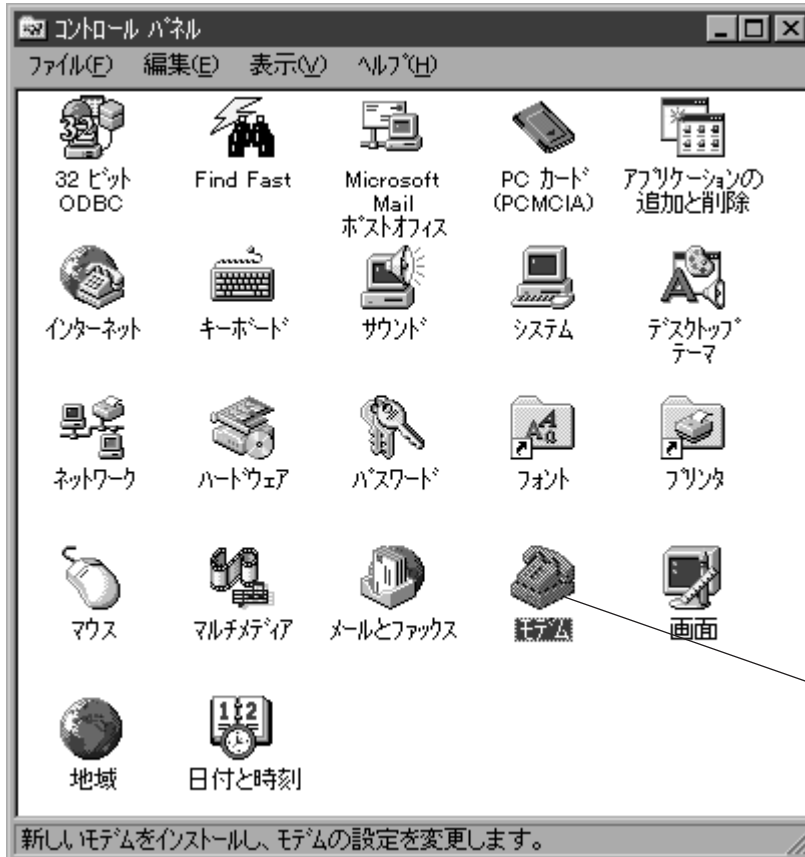 コントロール パネル
ファイル(F) 編集(E) 表示(V) ヘルプ(H)
32 ビット
ODBC
Find Fast
Microsoft
Mail
ポストオフィス
PC カード
(PCMCIA)
アプリケーションの
追加と削除
インターネット
キーボード
サウンド
システム
デスクトップ
テーマ
ネットワーク
ハードウェア
パスワード
フォント
プリンタ
マウス
マルチメディア
メールとファックス
モデム
画面
地域
日付と時刻
新しいモデムをインストールし、モデムの設定を変更します。